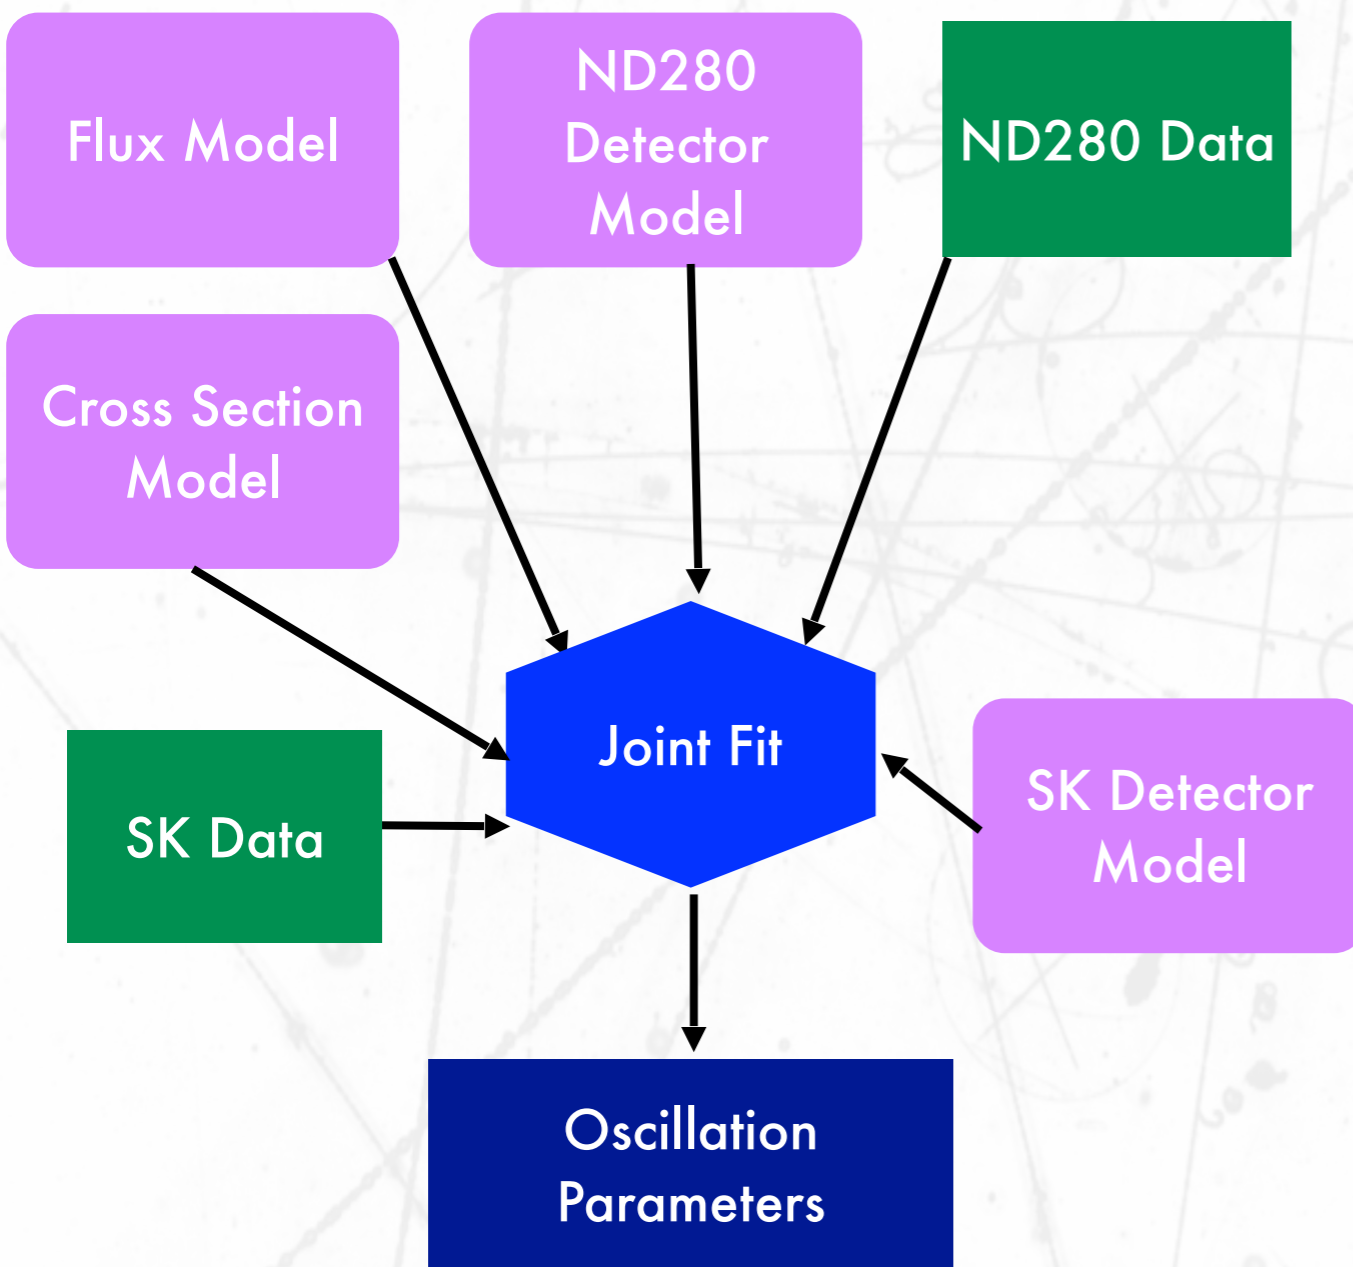 Flux Model
ND280
Detector
Model
ND280 Data
Cross Section
Model
Joint Fit
SK Data
SK Detector
Model
Oscillation
Parameters